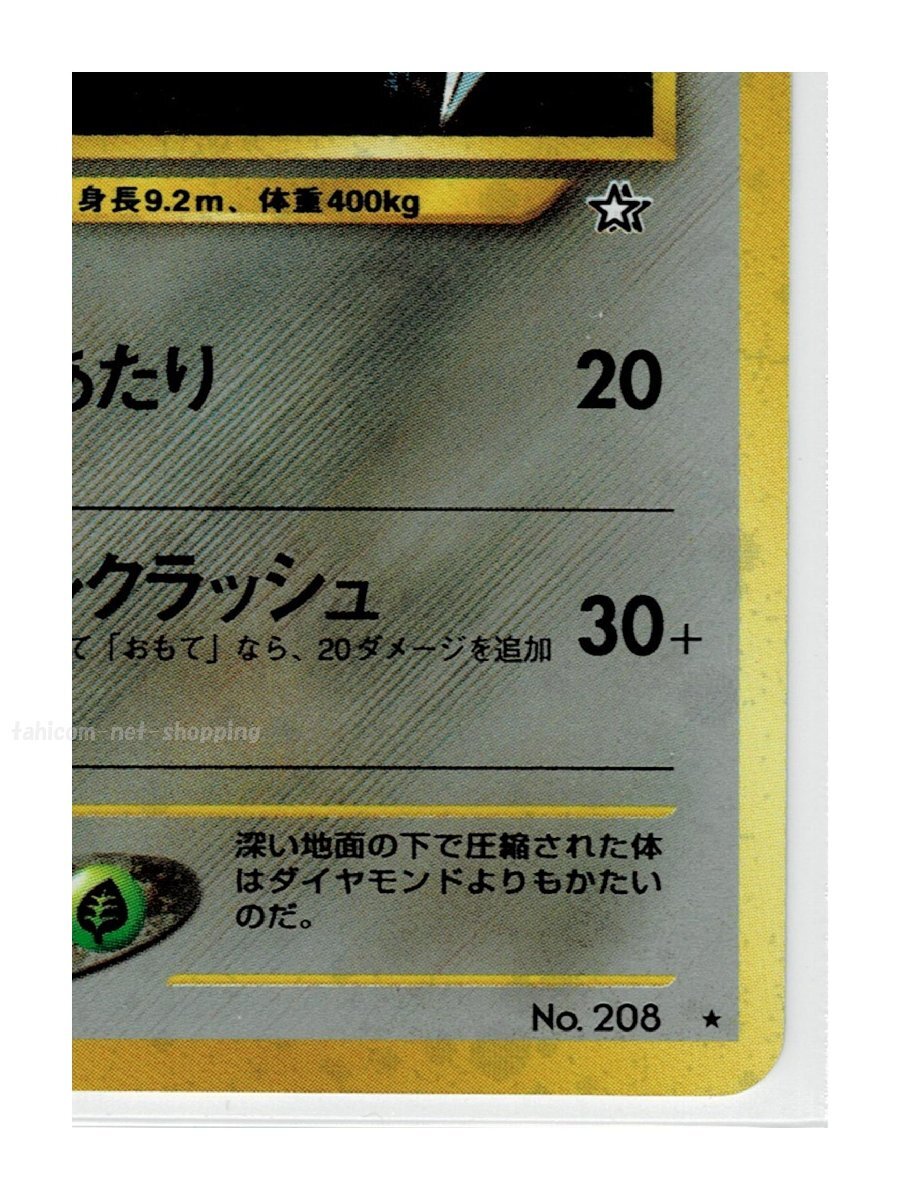 身長9.2m、体重400kg
あたり 20
クラッシュ
30+
て「おもて」なら、20ダメージを追加
tahicom-net-shopping
深い地面の下で圧縮された体
はダイヤモンドよりもかたい
のだ。
No. 208 ★